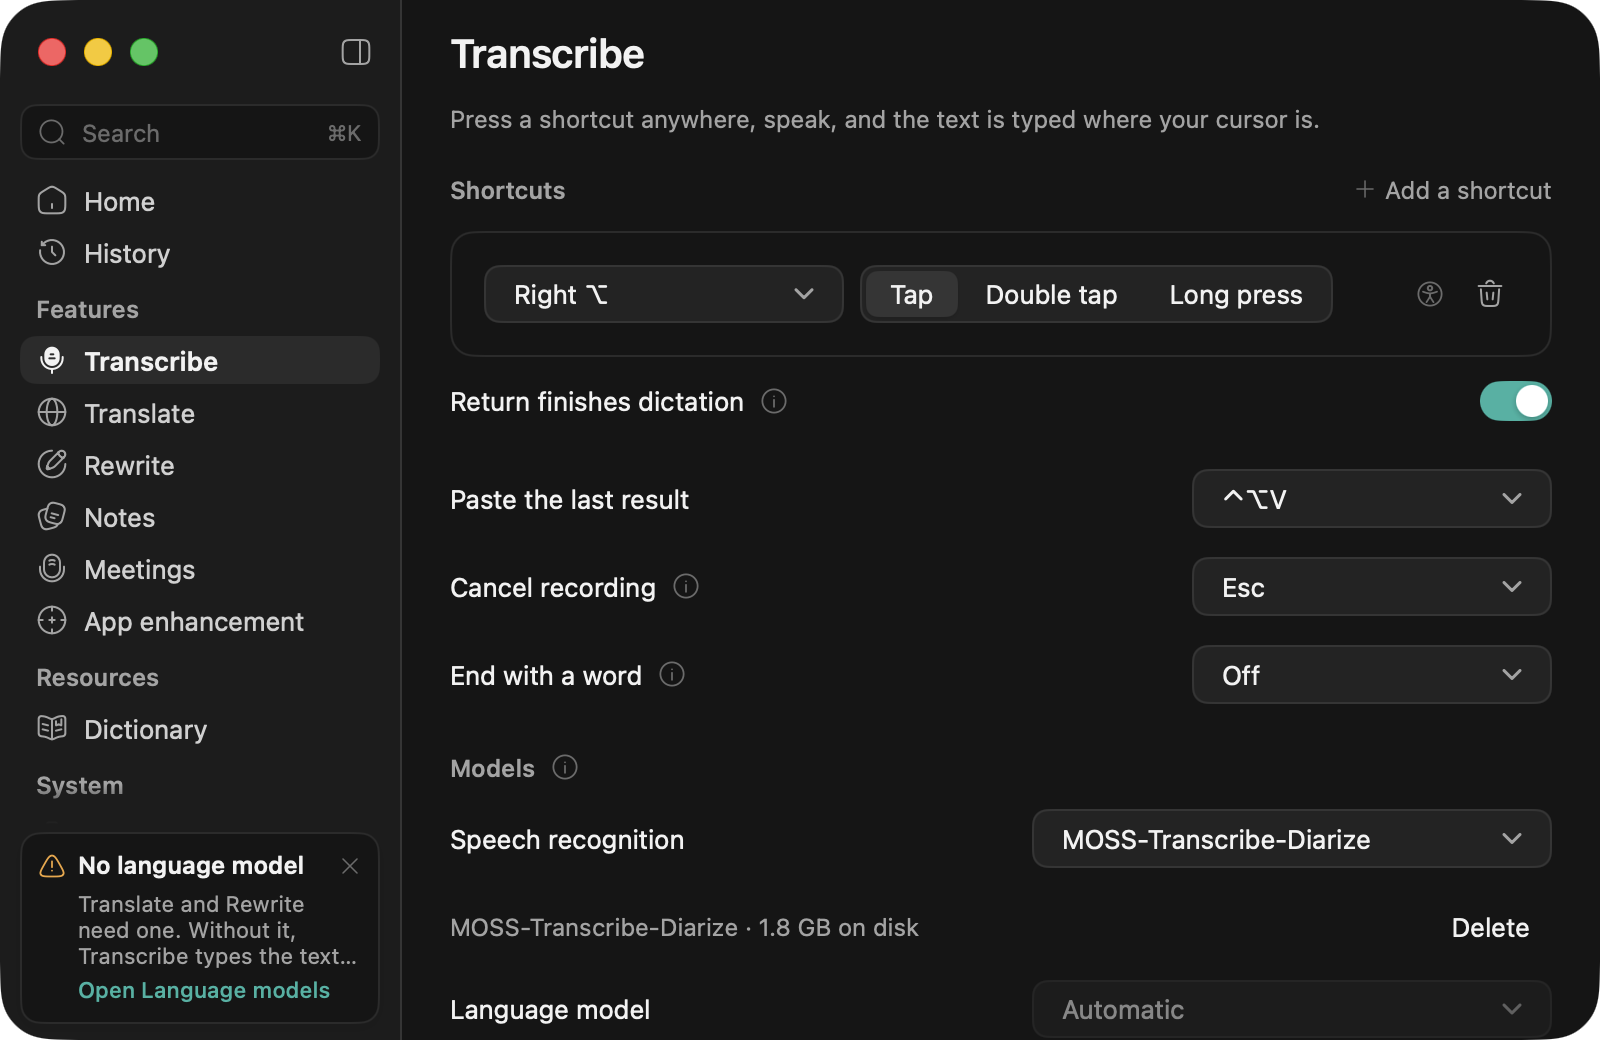 Search ⌘K
Home
History
Features
Transcribe
Translate
Rewrite
Notes
Meetings
App enhancement
Resources
Dictionary
System
No language model
Translate and Rewrite
need one. Without it,
Transcribe types the text...
Open Language models
Transcribe
Press a shortcut anywhere, speak, and the text is typed where your cursor is.
Shortcuts
+ Add a shortcut
Right ⌥
Tap Double tap Long press
Return finishes dictation
Paste the last result
^⌥V
Cancel recording
Esc
End with a word
Off
Models
Speech recognition
MOSS-Transcribe-Diarize
MOSS-Transcribe-Diarize · 1.8 GB on disk
Delete
Language model
Automatic